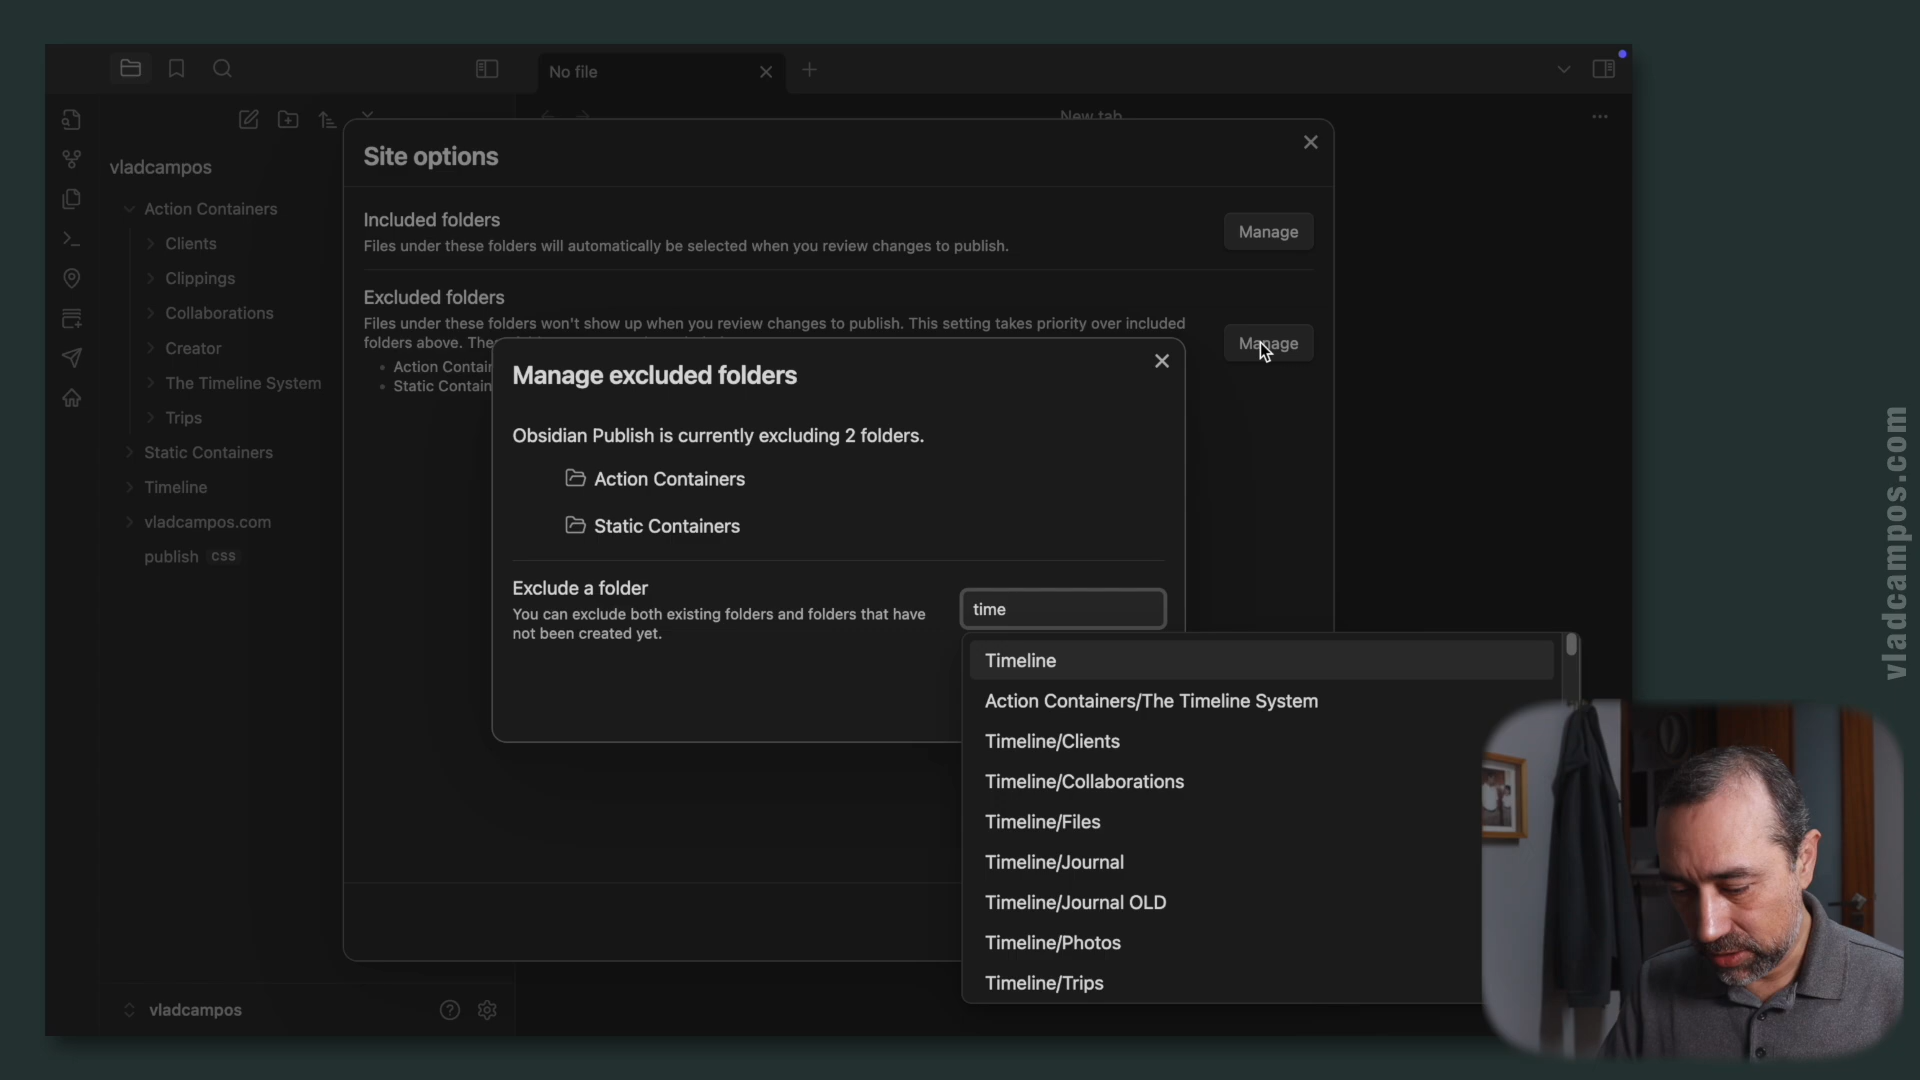 No file
New tab
vladcampos
Action Containers
Clients
Clippings
Collaborations
Creator
The Timeline System
Trips
Static Containers
Timeline
vladcampos.com
publish CSS
vladcampos
Site options
Included folders
Files under these folders will automatically be selected when you review changes to publish.
Manage
Excluded folders
Files under these folders won't show up when you review changes to publish. This setting takes priority over included
folders above.
Action
Static
Manage
Manage excluded folders
Obsidian Publish is currently excluding 2 folders.
Action Containers
Static Containers
Exclude a folder
You can exclude both existing folders and folders that have
not been created yet.
time
Timeline
Action Containers/The Timeline System
Timeline/Clients
Timeline/Collaborations
Timeline/Files
Timeline/Journal
Timeline/Journal OLD
Timeline/Photos
Timeline/Trips
vladcampos.com